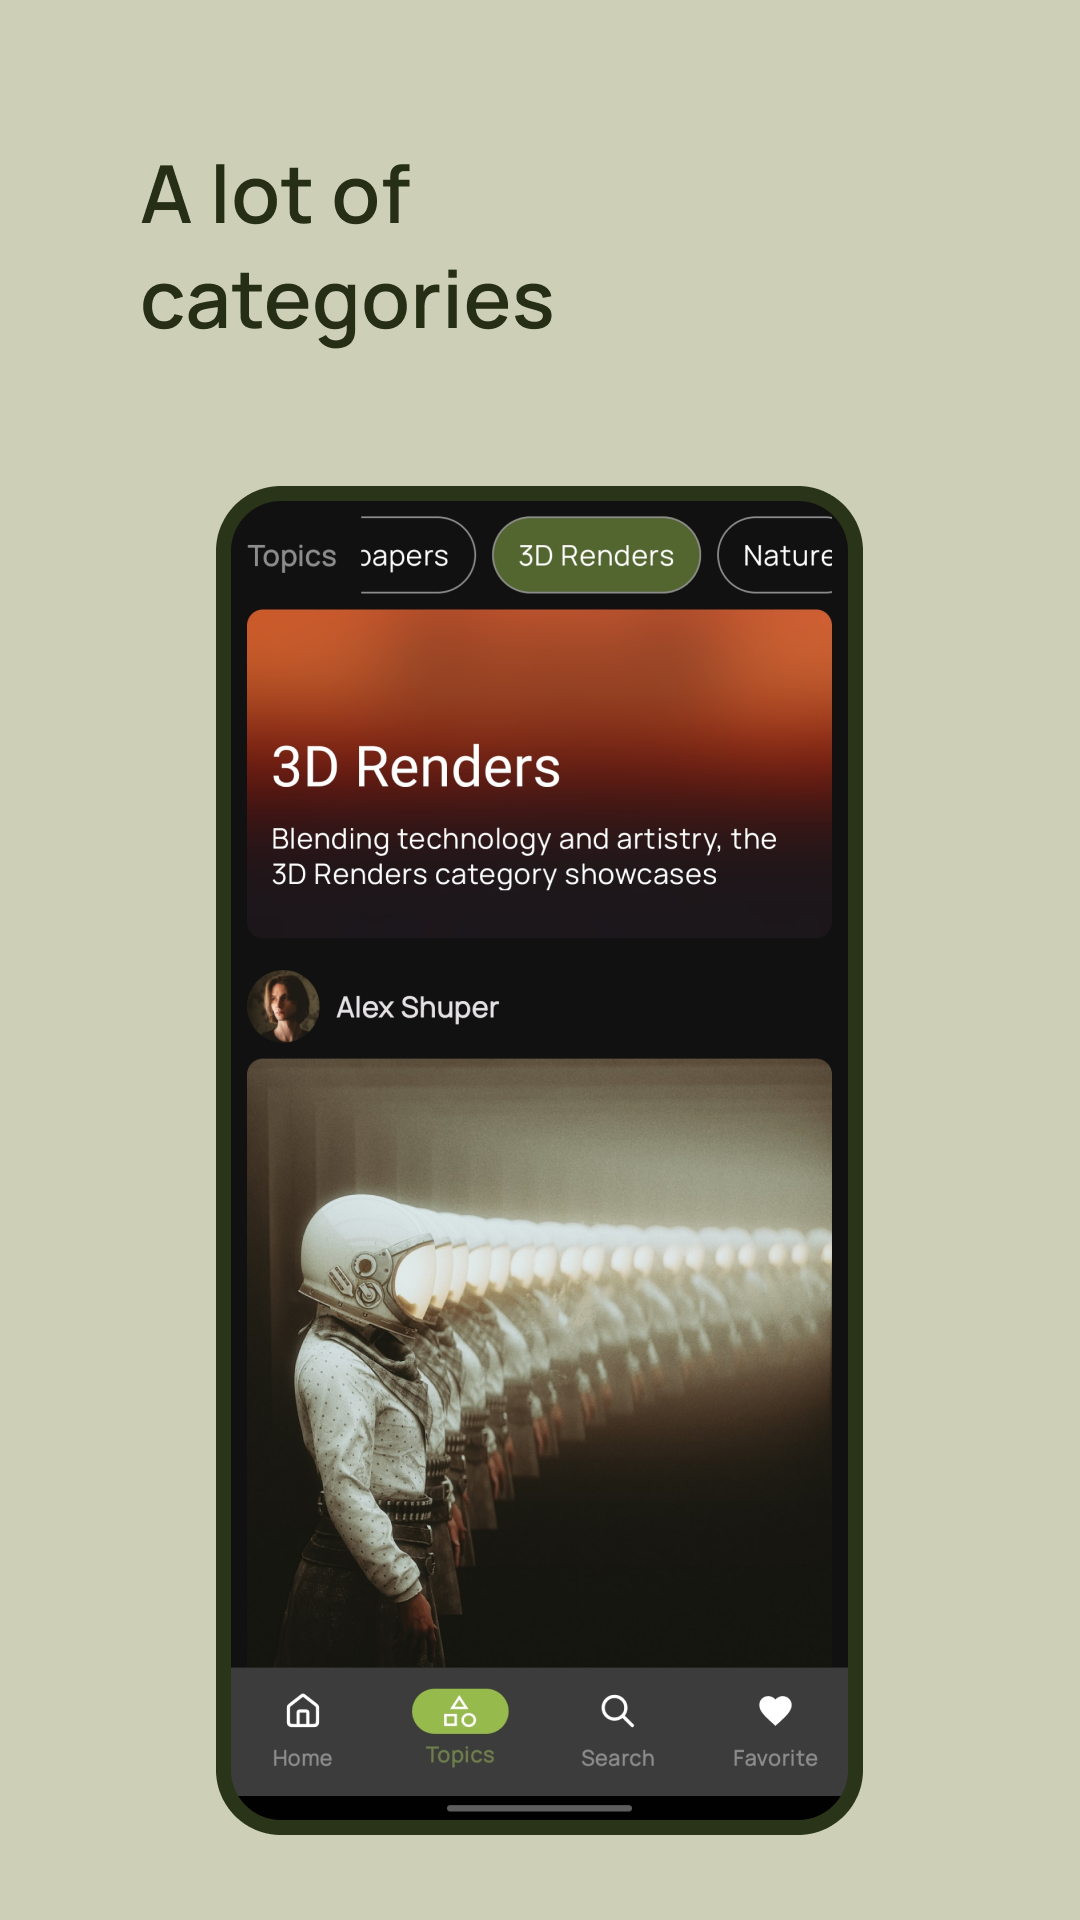 A lot of
categories
Topics
papers
3D Renders
Nature
3D Renders
Blending technology and artistry, the
3D Renders category showcases
Alex Shuper
Home
Topics
Search
Favorite